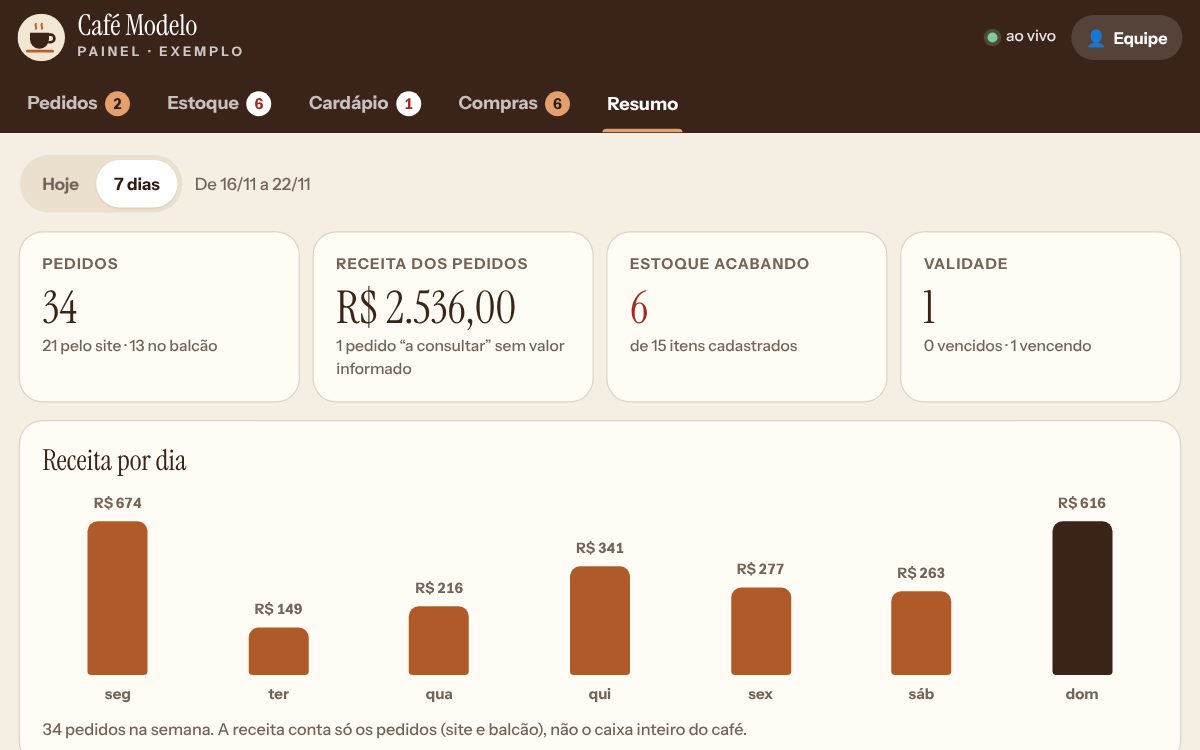 Café Modelo
PAINEL · EXEMPLO
ao vivo
Equipe
Pedidos 2
Estoque 6
Cardápio 1
Compras 6
Resumo
Hoje
7 dias
De 16/11 a 22/11
PEDIDOS
34
21 pelo site · 13 no balcão
RECEITA DOS PEDIDOS
R$ 2.536,00
1 pedido “a consultar” sem valor
informado
ESTOQUE ACABANDO
6
de 15 itens cadastrados
VALIDADE
1
0 vencidos · 1 vencendo
Receita por dia
R$ 674
R$ 149
R$ 216
R$ 341
R$ 277
R$ 263
R$ 616
seg
ter
qua
qui
sex
sáb
dom
34 pedidos na semana. A receita conta só os pedidos (site e balcão), não o caixa inteiro do café.